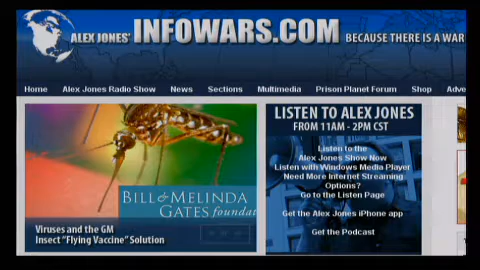 ALEX JONES' INFOWARS.COM BECAUSE THERE IS A WAR
Home Alex Jones Radio Show News Sections Multimedia Prison Planet Forum Shop Adve
LISTEN TO ALEX JONES
FROM 11AM - 2PM CST
Listen to the
Alex Jones Show Now
Listen with Windows Media Player
Need More Internet Streaming
Options?
Go to the Listen Page
Get the Alex Jones iPhone app
Get the Podcast
BILL & MELINDA
GATES foundat
Viruses and the GM
Insect "Flying Vaccine" Solution